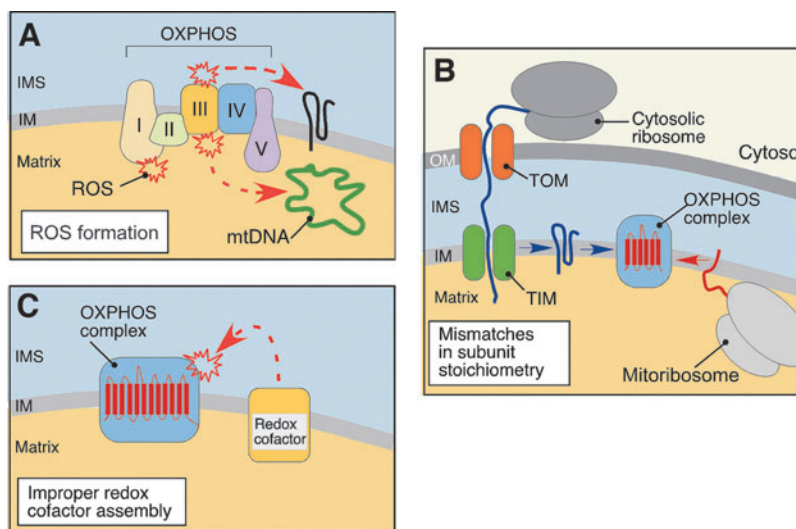 A
OXPHOS
IMS
IM
Matrix
I
II
III
IV
V
ROS
mtDNA
ROS formation
B
Cytosolic
ribosome
Cytoso
OM
TOM
IMS
OXPHOS
complex
IM
Matrix
TIM
Mismatches
in subunit
stoichiometry
Mitoribosome
C
OXPHOS
complex
IMS
IM
Redox
cofactor
Matrix
Improper redox
cofactor assembly